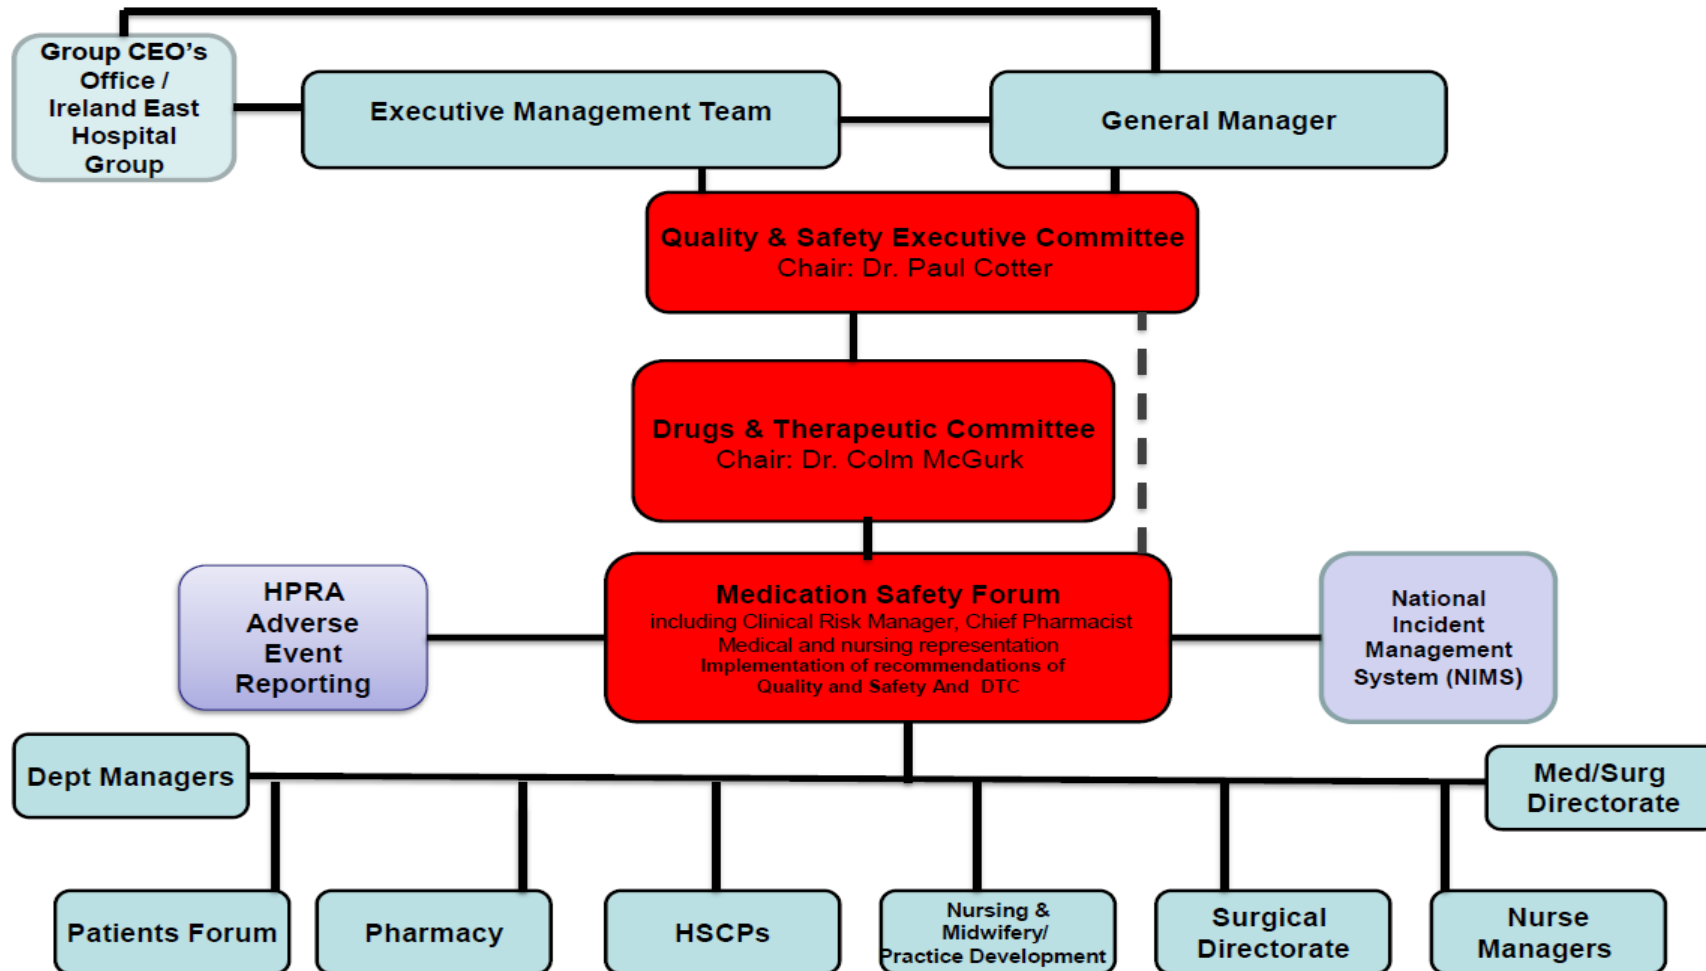 Group CEO's
Office /
Ireland East
Hospital
Group
Executive Management Team
General Manager
Quality & Safety Executive Committee
Chair: Dr. Paul Cotter
Drugs & Therapeutic Committee
Chair: Dr. Colm McGurk
HPRA
Adverse
Event
Reporting
Medication Safety Forum
including Clinical Risk Manager, Chief Pharmacist
Medical and nursing representation
Implementation of recommendations of
Quality and Safety And DTC
National
Incident
Management
System (NIMS)
Dept Managers
Med/Surg
Directorate
Patients Forum
Pharmacy
HSCPs
Nursing &
Midwifery/
Practice Development
Surgical
Directorate
Nurse
Managers